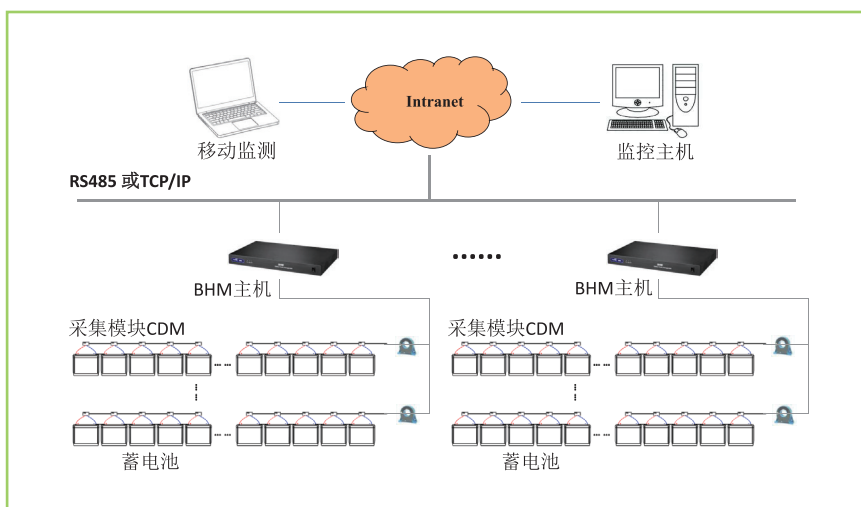 Intranet
移动监测
监控主机
RS485 或TCP/IP
BHM主机
BHM主机
采集模块CDM
采集模块CDM
蓄电池
蓄电池